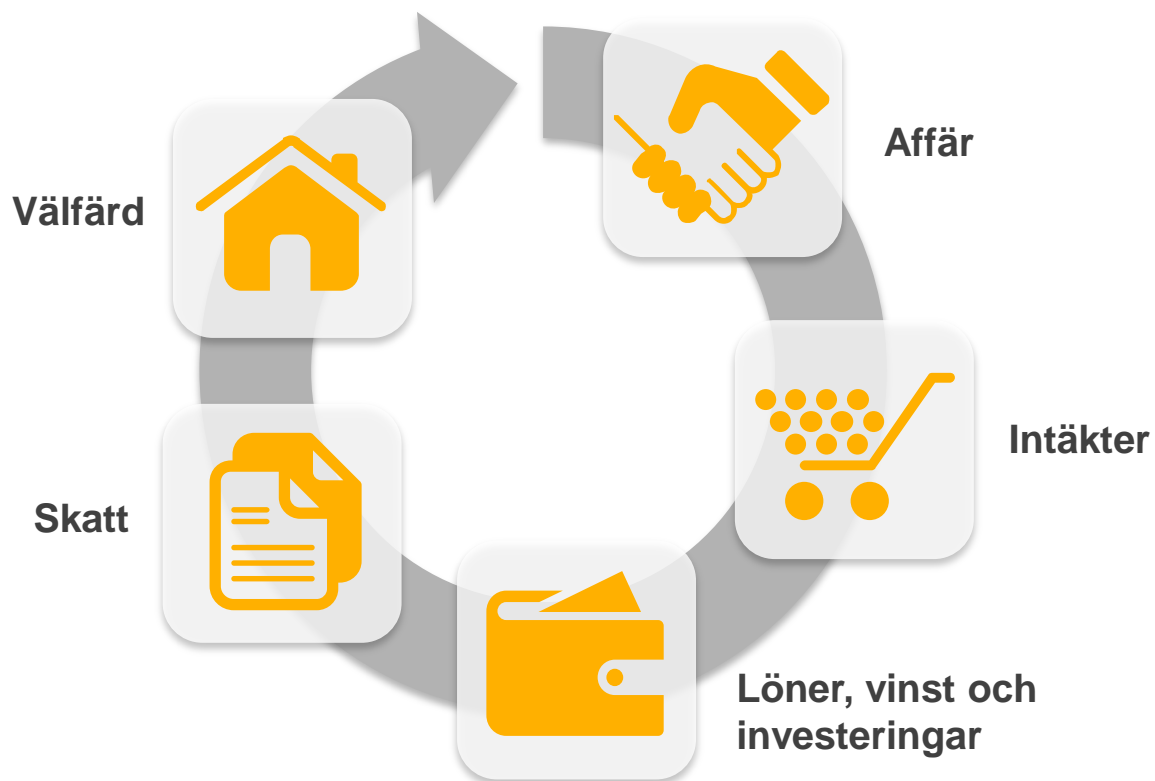 Affär
Intäkter
Löner, vinst och
investeringar
Skatt
Välfärd